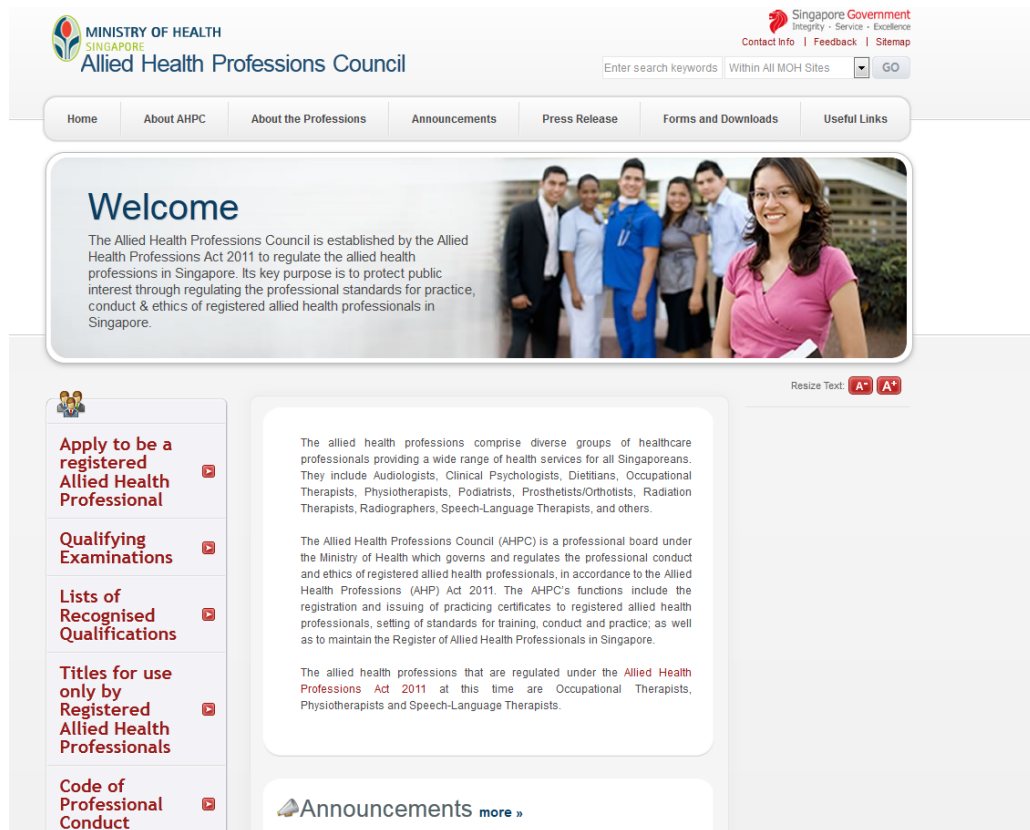 MINISTRY OF HEALTH
SINGAPORE
Allied Health Professions Council
Singapore Government
Integrity · Service · Excellence
Contact Info | Feedback | Sitemap
Enter search keywords Within All MOH Sites GO
Home About AHPC About the Professions Announcements Press Release Forms and Downloads Useful Links
Welcome
The Allied Health Professions Council is established by the Allied
Health Professions Act 2011 to regulate the allied health
professions in Singapore. Its key purpose is to protect public
interest through regulating the professional standards for practice,
conduct & ethics of registered allied health professionals in
Singapore.
Resize Text: A- A+
Apply to be a
registered
Allied Health
Professional
Qualifying
Examinations
Lists of
Recognised
Qualifications
Titles for use
only by
Registered
Allied Health
Professionals
Code of
Professional
Conduct
The allied health professions comprise diverse groups of healthcare
professionals providing a wide range of health services for all Singaporeans.
They include Audiologists, Clinical Psychologists, Dietitians, Occupational
Therapists, Physiotherapists, Podiatrists, Prosthetists/Orthotists, Radiation
Therapists, Radiographers, Speech-Language Therapists, and others.
The Allied Health Professions Council (AHPC) is a professional board under
the Ministry of Health which governs and regulates the professional conduct
and ethics of registered allied health professionals, in accordance to the Allied
Health Professions (AHP) Act 2011. The AHPC's functions include the
registration and issuing of practicing certificates to registered allied health
professionals, setting of standards for training, conduct and practice; as well
as to maintain the Register of Allied Health Professionals in Singapore.
The allied health professions that are regulated under the Allied Health
Professions Act 2011 at this time are Occupational Therapists,
Physiotherapists and Speech-Language Therapists.
Announcements more »